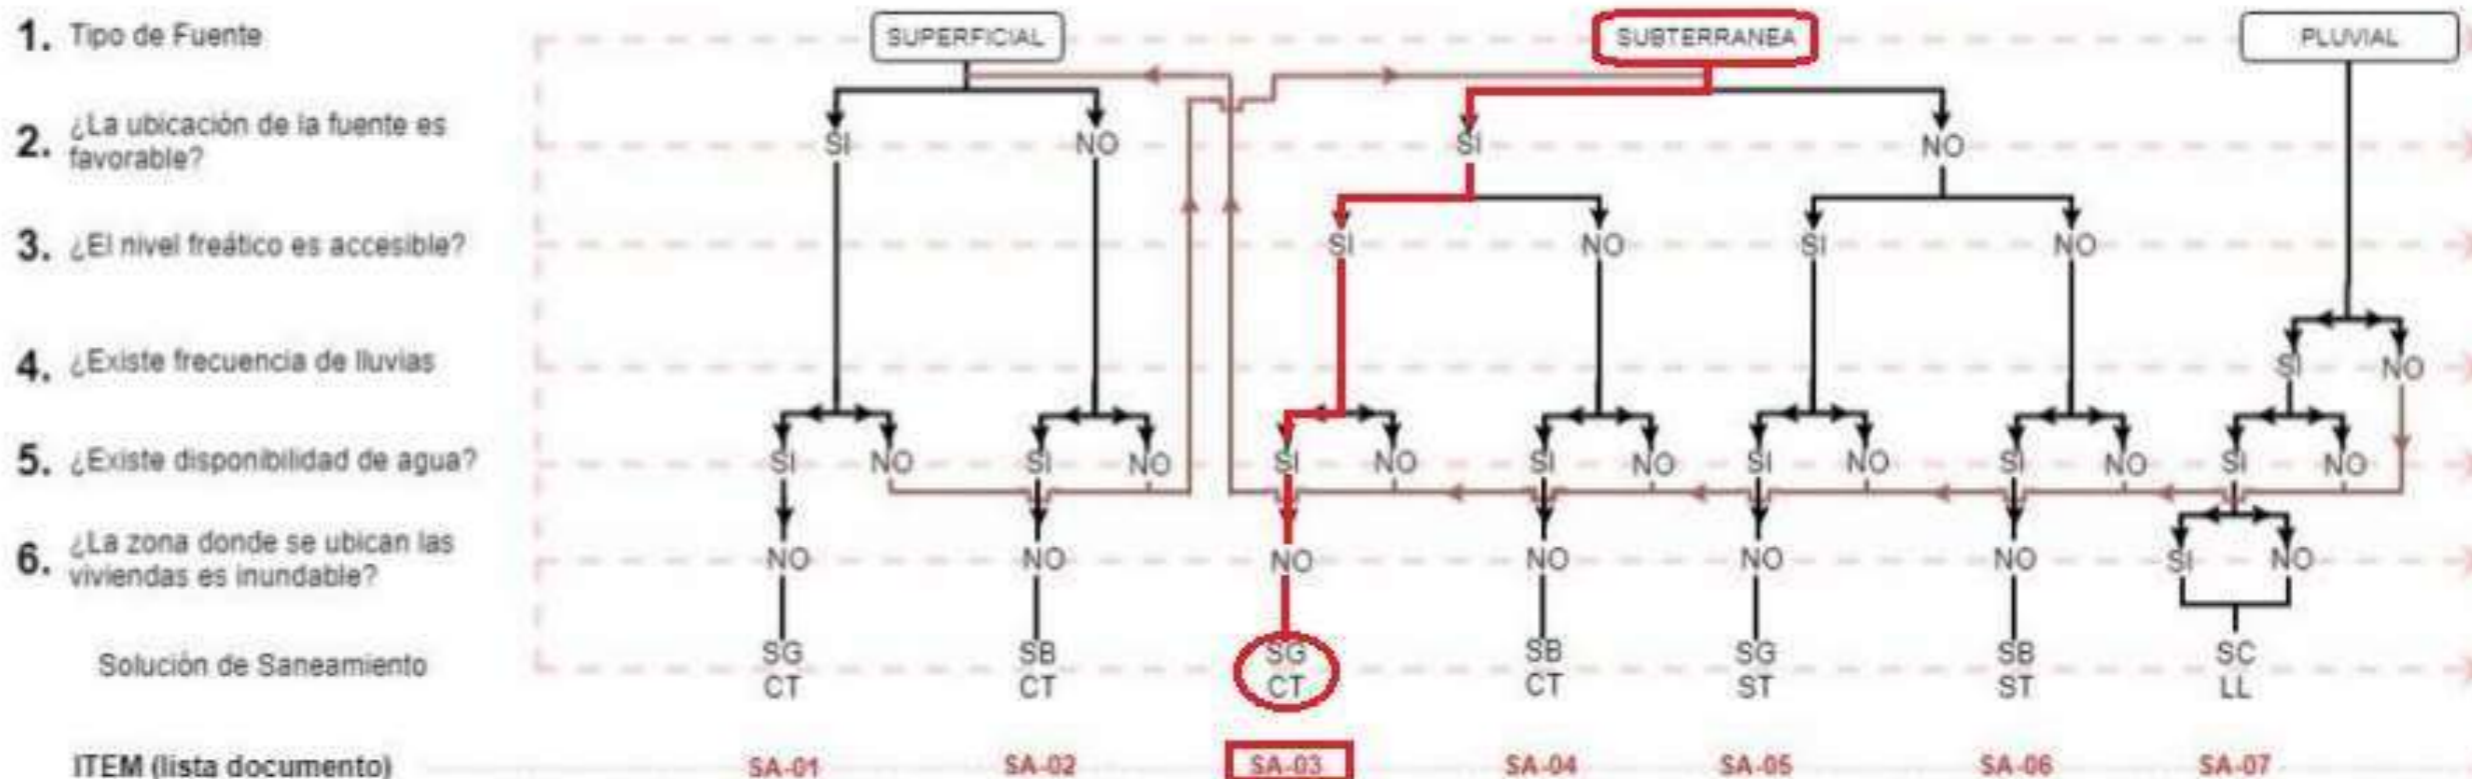 1. Tipo de Fuente SUPERFICIAL SUBTERRANEA PLUVIAL
2. ¿La ubicación de la fuente es
favorable? SI NO SI NO
3. ¿El nivel freático es accesible? SI NO SI NO
4. ¿Existe frecuencia de lluvias SI NO
5. ¿Existe disponibilidad de agua? SI NO SI NO SI NO SI NO SI NO SI NO SI NO
6. ¿La zona donde se ubican las
viviendas es inundable? NO NO NO NO NO NO SI NO
Solución de Saneamiento
SG SB SG SB SG SB SC
CT CT CT CT ST ST LL
ITEM (lista documento) SA-01 SA-02 SA-03 SA-04 SA-05 SA-06 SA-07